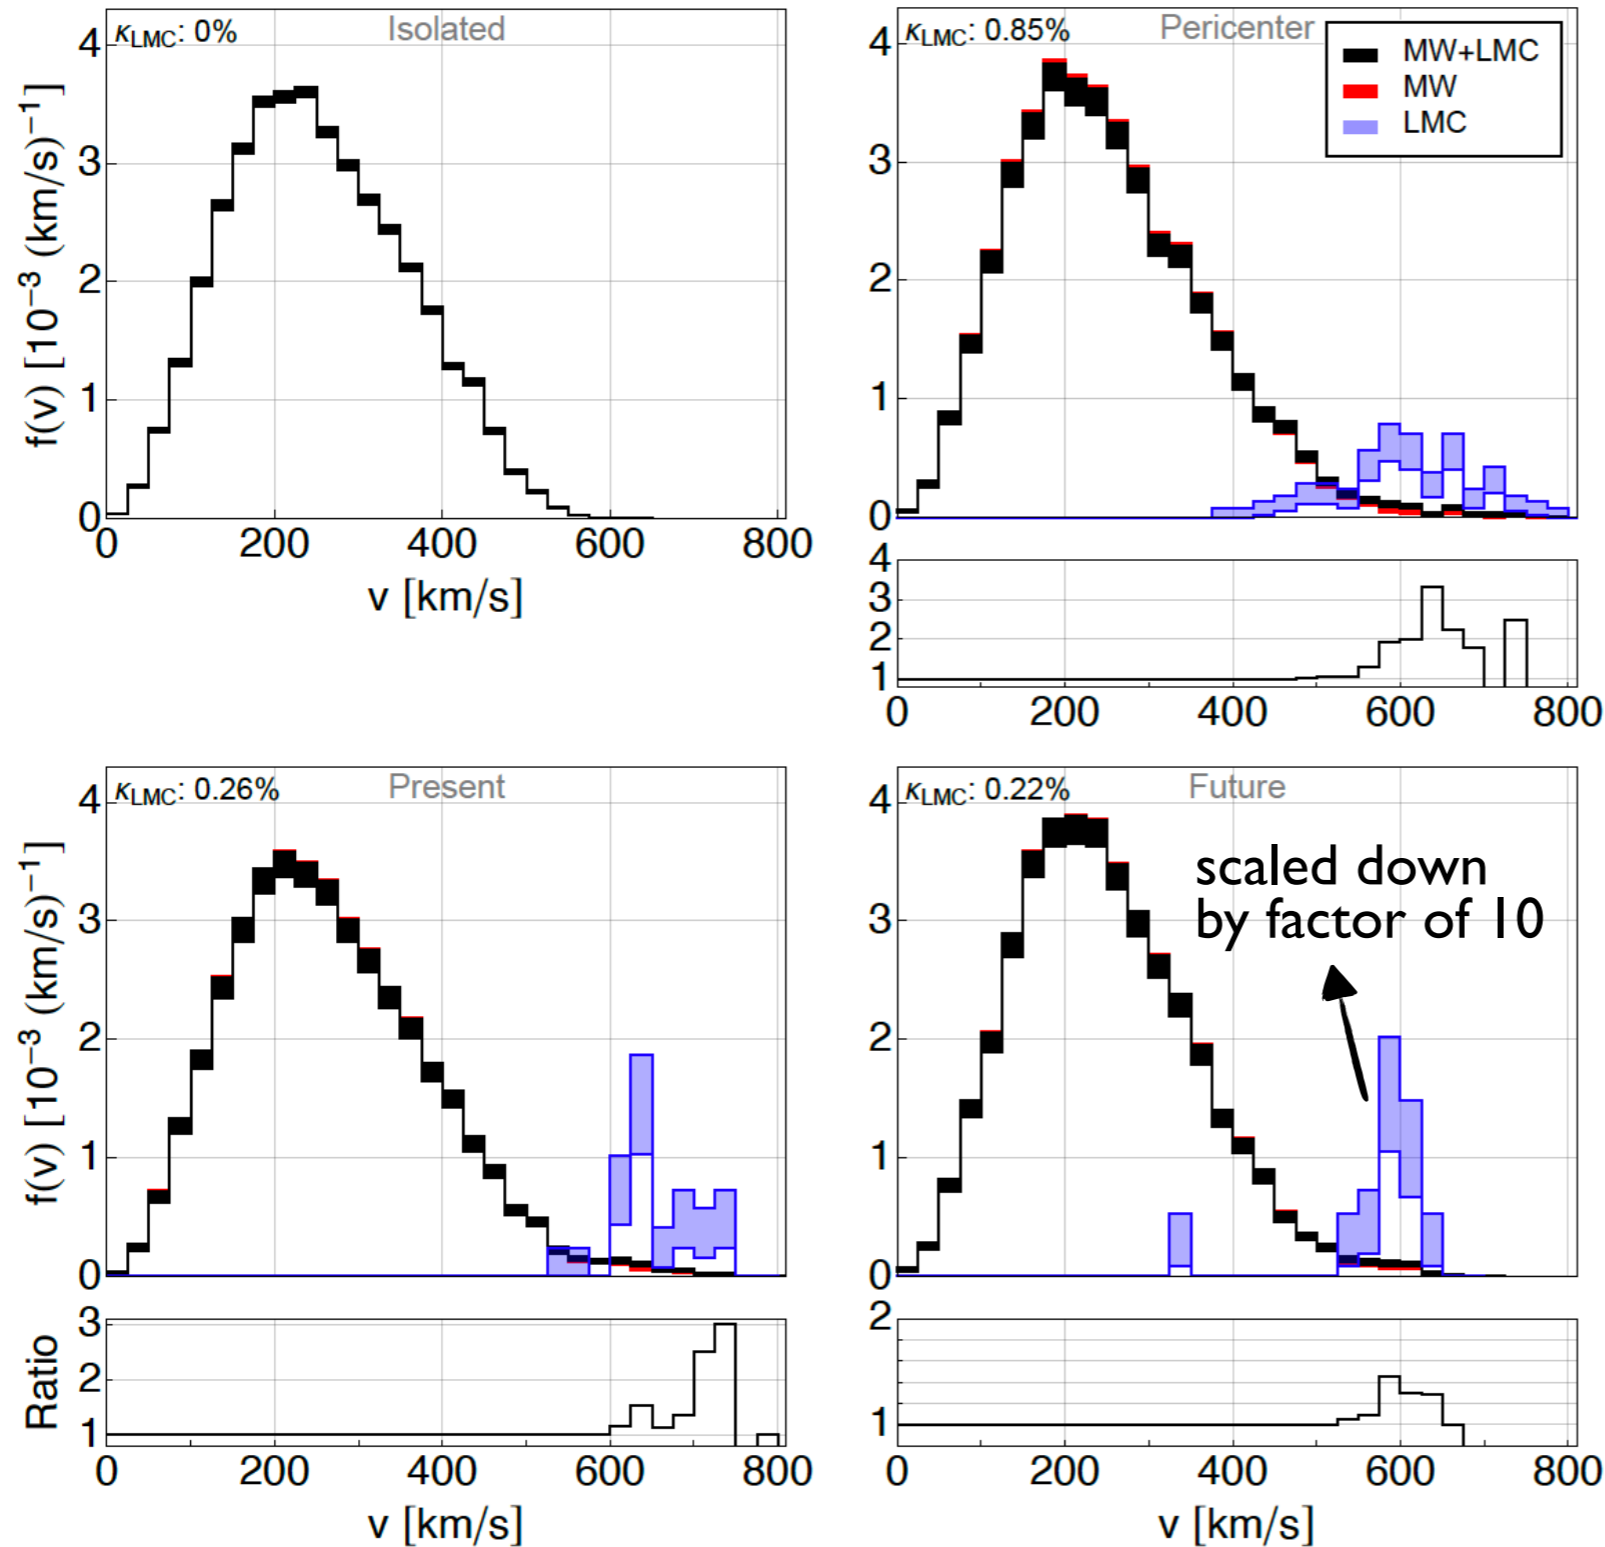 κLMC: 0%
Isolated
4
3
2
1
0
f(v) [10−3 (km/s)−1]
0 200 400 600 800
v [km/s]
κLMC: 0.85%
Pericenter
MW+LMC
MW
LMC
4
3
2
1
0
4
3
2
1
0 200 400 600 800
κLMC: 0.26%
Present
4
3
2
1
0
f(v) [10−3 (km/s)−1]
3
2
1
Ratio
0 200 400 600 800
v [km/s]
κLMC: 0.22%
Future
scaled down
by factor of 10
4
3
2
1
0
2
1
0 200 400 600 800
v [km/s]